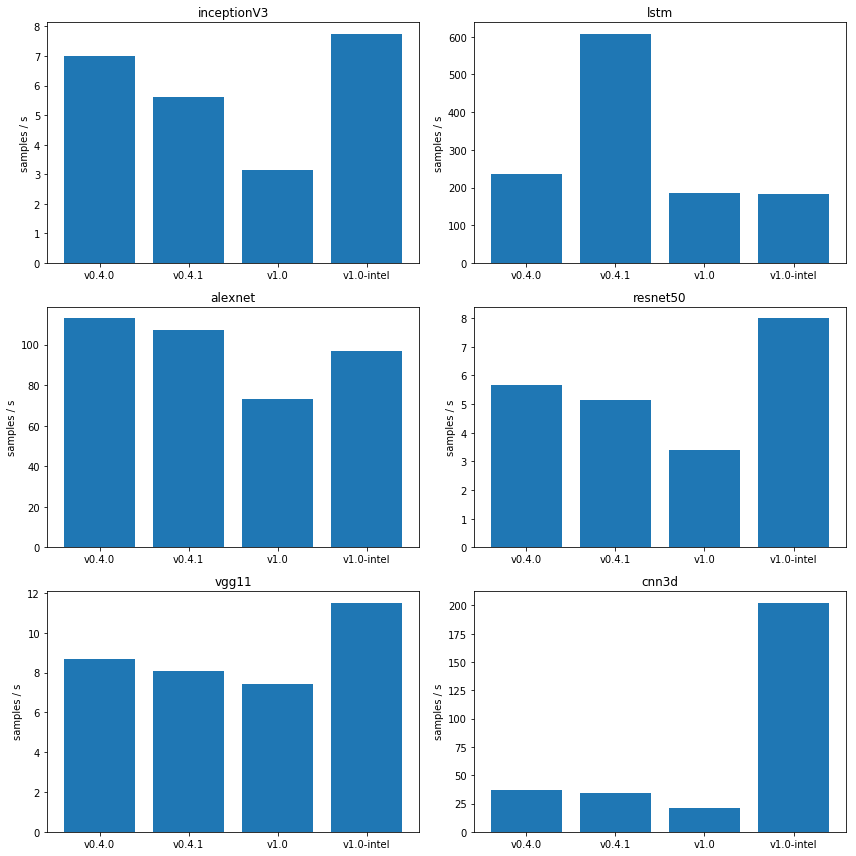 inceptionV3
samples / s
8
7
6
5
4
3
2
1
0
v0.4.0 v0.4.1 v1.0 v1.0-intel
lstm
samples / s
600
500
400
300
200
100
0
v0.4.0 v0.4.1 v1.0 v1.0-intel
alexnet
samples / s
100
80
60
40
20
0
v0.4.0 v0.4.1 v1.0 v1.0-intel
resnet50
samples / s
8
7
6
5
4
3
2
1
0
v0.4.0 v0.4.1 v1.0 v1.0-intel
vgg11
samples / s
12
10
8
6
4
2
0
v0.4.0 v0.4.1 v1.0 v1.0-intel
cnn3d
samples / s
200
175
150
125
100
75
50
25
0
v0.4.0 v0.4.1 v1.0 v1.0-intel